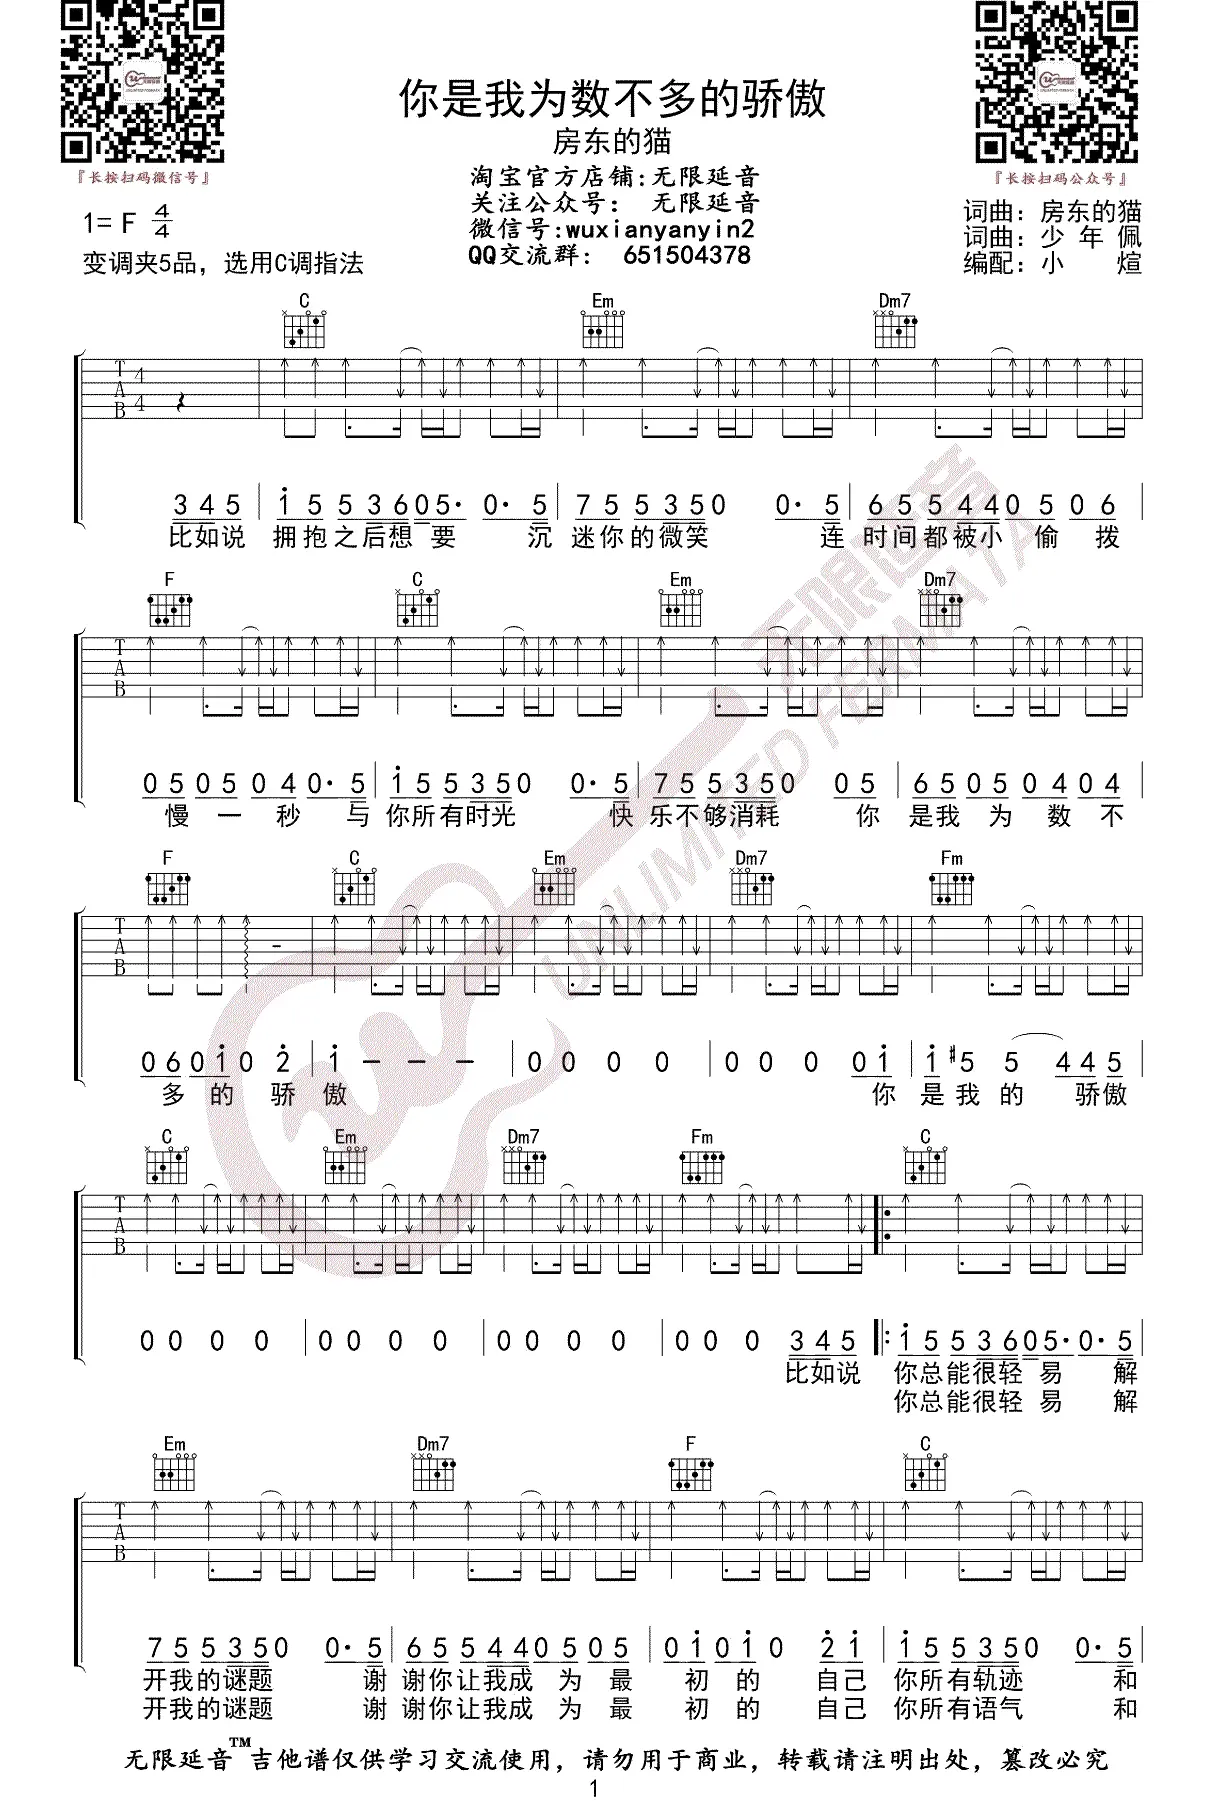 『长按扫码微信号』
『长按扫码公众号』
你是我为数不多的骄傲
房东的猫
淘宝官方店铺:无限延音
关注公众号: 无限延音
微信号:wuxianyanyin2
QQ交流群: 651504378
1= F 4/4
变调夹5品，选用C调指法
词曲：房东的猫
词曲：少 年 佩
编配：小 煊
C Em Dm7
T A B 4 4
3 4 5 | i 5 5 3 6 0 5· 0· 5 | 7 5 5 3 5 0 0· 5 | 6 5 5 4 4 0 5 0 6 |
比如说 拥抱之后想 要 沉 迷你的微笑 连 时间都被小 偷 拨
F C Em Dm7
T A B
0 5 0 5 0 4 0· 5 | i 5 5 3 5 0 0· 5 | 7 5 5 3 5 0 0 5 | 6 5 0 5 0 4 0 4 |
慢 一 秒 与 你所有时光 快 乐不够消耗 你 是我 为 数 不
F C Em Dm7 Fm
T A B
0 6 0 i 0 2̇ | i - - - | 0 0 0 0 | 0 0 0 0 i | i #5 5 4 4 5 |
多 的 骄 傲 你 是我 的 骄傲
C Em Dm7 Fm C
T A B
0 0 0 0 | 0 0 0 0 | 0 0 0 0 | 0 0 0 3 4 5 |: i 5 5 3 6 0 5· 0· 5 |
比如说 你总能很轻 易 解
你总能很轻 易 解
Em Dm7 F C
T A B
7 5 5 3 5 0 0· 5 | 6 5 5 4 4 0 5 0 5 | 0 i 0 i 0 2̇ i | i 5 5 3 5 0 0· 5 |
开我的谜题 谢 谢你让我成 为 最 初 的 自己 你所有轨迹 和
开我的谜题 谢 谢你让我成 为 最 初 的 自己 你所有语气 和
无限延音™吉他谱仅供学习交流使用，请勿用于商业，转载请注明出处，篡改必究
1
无限延音
UNLIMITED FERMATA